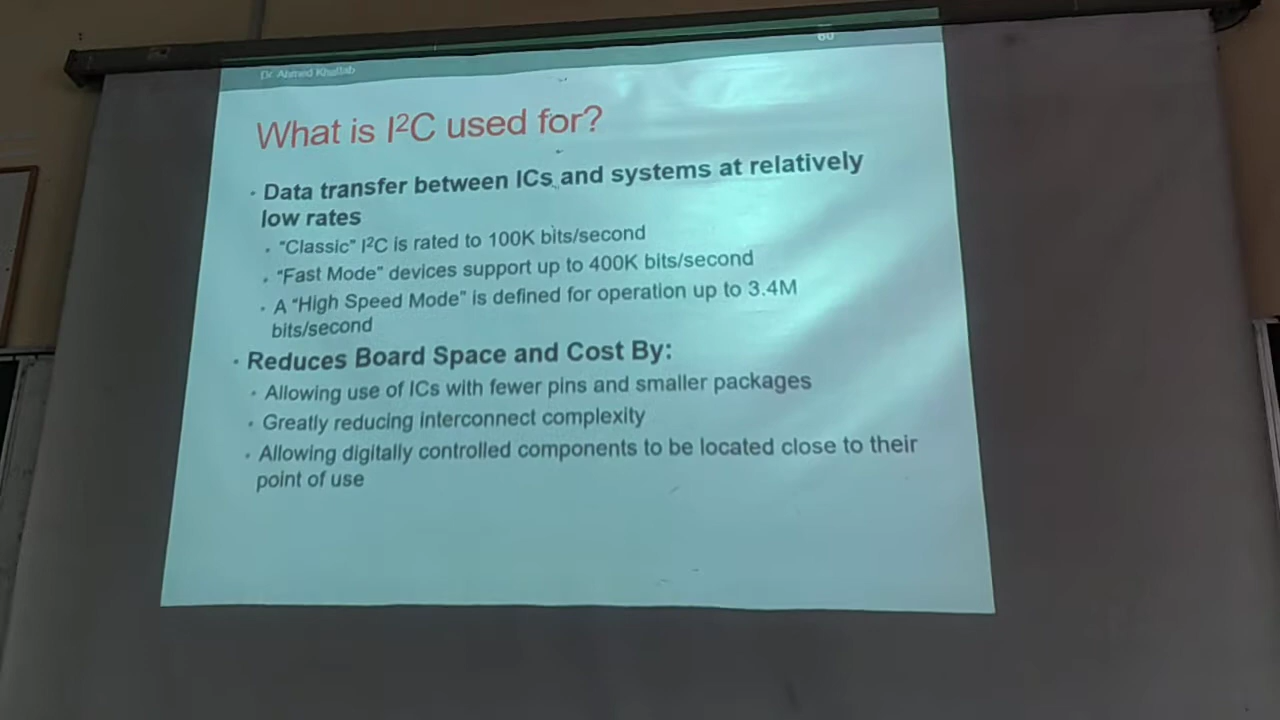 Dr. Ahmed Khattab
60
What is I²C used for?
• Data transfer between ICs and systems at relatively
low rates
• "Classic" I²C is rated to 100K bits/second
• "Fast Mode" devices support up to 400K bits/second
• A "High Speed Mode" is defined for operation up to 3.4M
bits/second
• Reduces Board Space and Cost By:
• Allowing use of ICs with fewer pins and smaller packages
• Greatly reducing interconnect complexity
• Allowing digitally controlled components to be located close to their
point of use